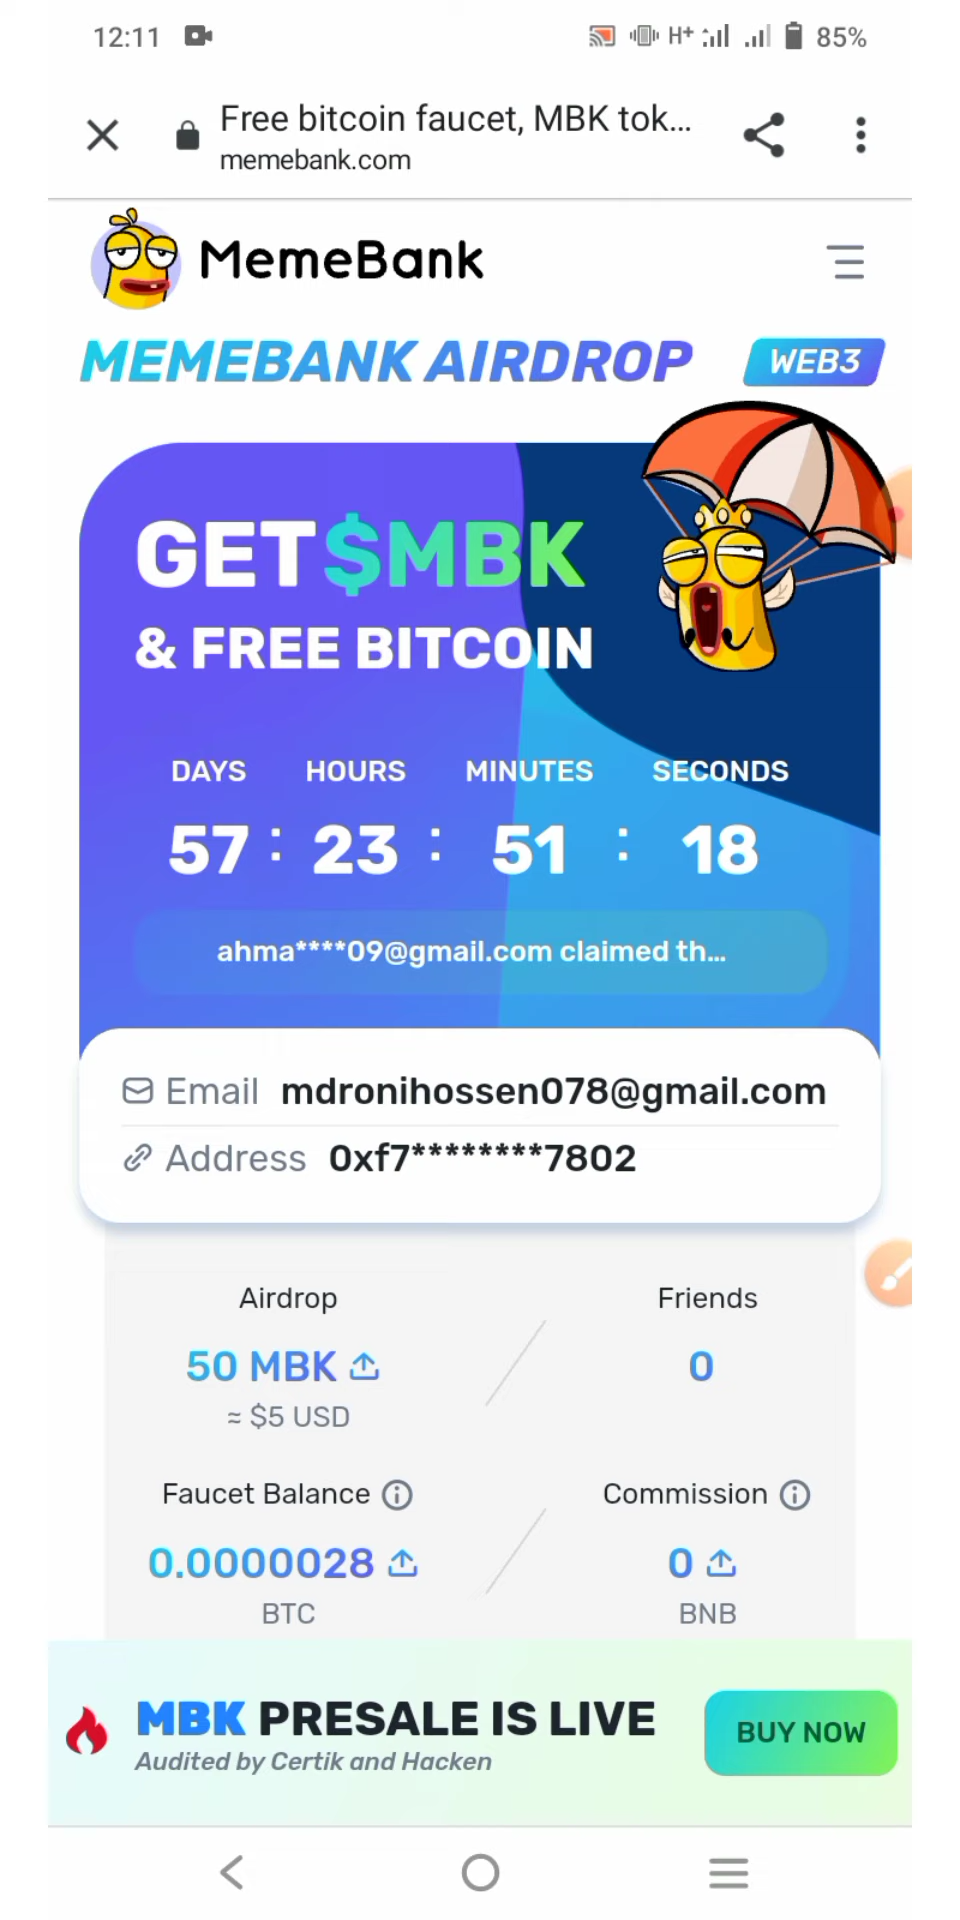 12:11 H+ 85%
Free bitcoin faucet, MBK tok...
memebank.com
MemeBank
MEMEBANK AIRDROP WEB3
GET $MBK
& FREE BITCOIN
DAYS HOURS MINUTES SECONDS
57 : 23 : 51 : 18
ahma****09@gmail.com claimed th...
Email mdronihossen078@gmail.com
Address 0xf7********7802
Airdrop Friends
50 MBK 0
≈ $5 USD
Faucet Balance Commission
0.0000028 0
BTC BNB
MBK PRESALE IS LIVE
Audited by Certik and Hacken
BUY NOW